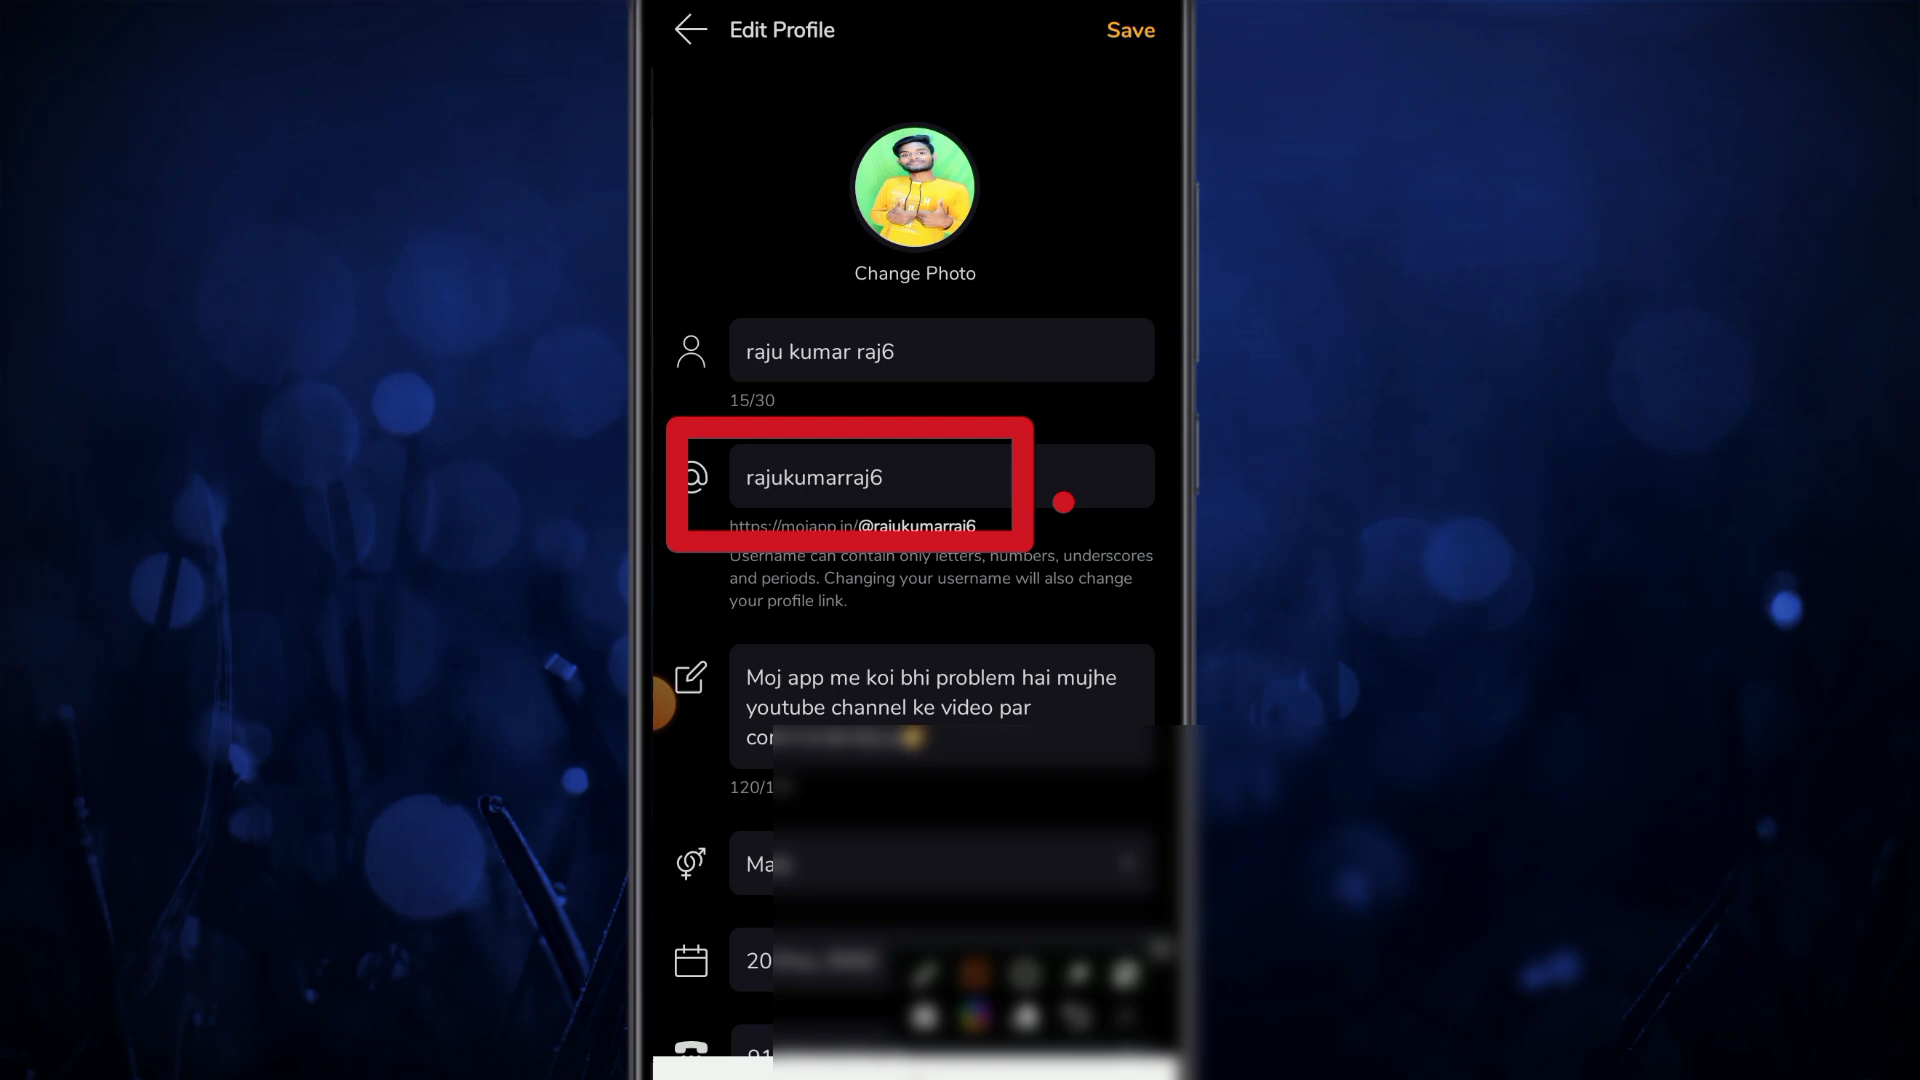 Edit Profile
Save
Change Photo
raju kumar raj6
15/30
@
rajukumarraj6
https://mojapp.in/@rajukumarraj6
Username can contain only letters, numbers, underscores
and periods. Changing your username will also change
your profile link.
Moj app me koi bhi problem hai mujhe
youtube channel ke video par